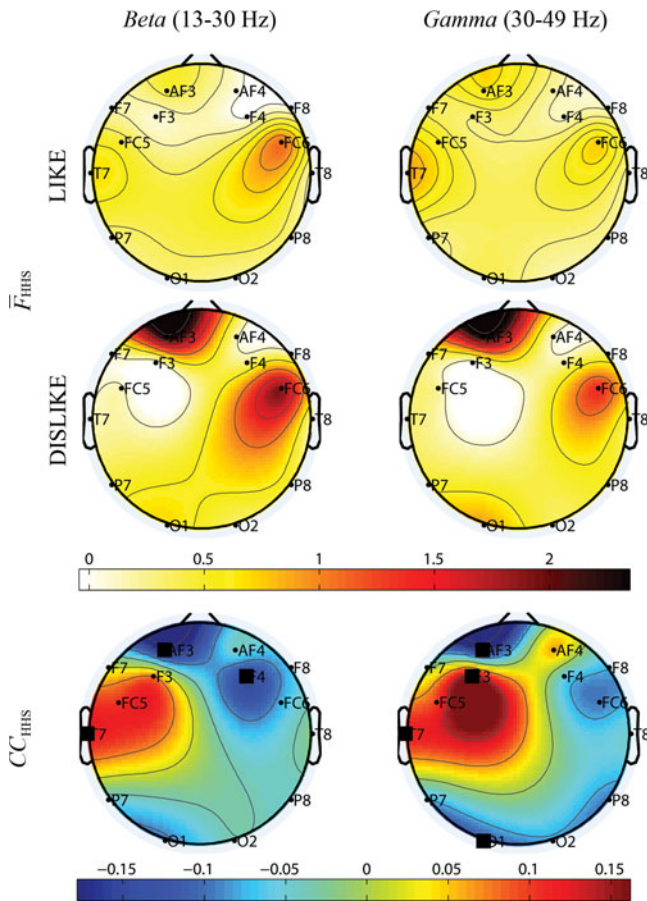 Beta (13-30 Hz) Gamma (30-49 Hz)
LIKE
AF3 AF4 F7 F3 F4 F8 FC5 FC6 T7 T8 P7 P8 O1 O2
AF3 AF4 F7 F3 F4 F8 FC5 FC6 T7 T8 P7 P8 O1 O2
F̅HHS
DISLIKE
AF3 AF4 F7 F3 F4 F8 FC5 FC6 T7 T8 P7 P8 O1 O2
AF3 AF4 F7 F3 F4 F8 FC5 FC6 T7 T8 P7 P8 O1 O2
0 0.5 1 1.5 2
CCHHS
AF3 AF4 F7 F3 F4 F8 FC5 FC6 T7 T8 P7 P8 O1 O2
AF3 AF4 F7 F3 F4 F8 FC5 FC6 T7 T8 P7 P8 O1 O2
−0.15 −0.1 −0.05 0 0.05 0.1 0.15